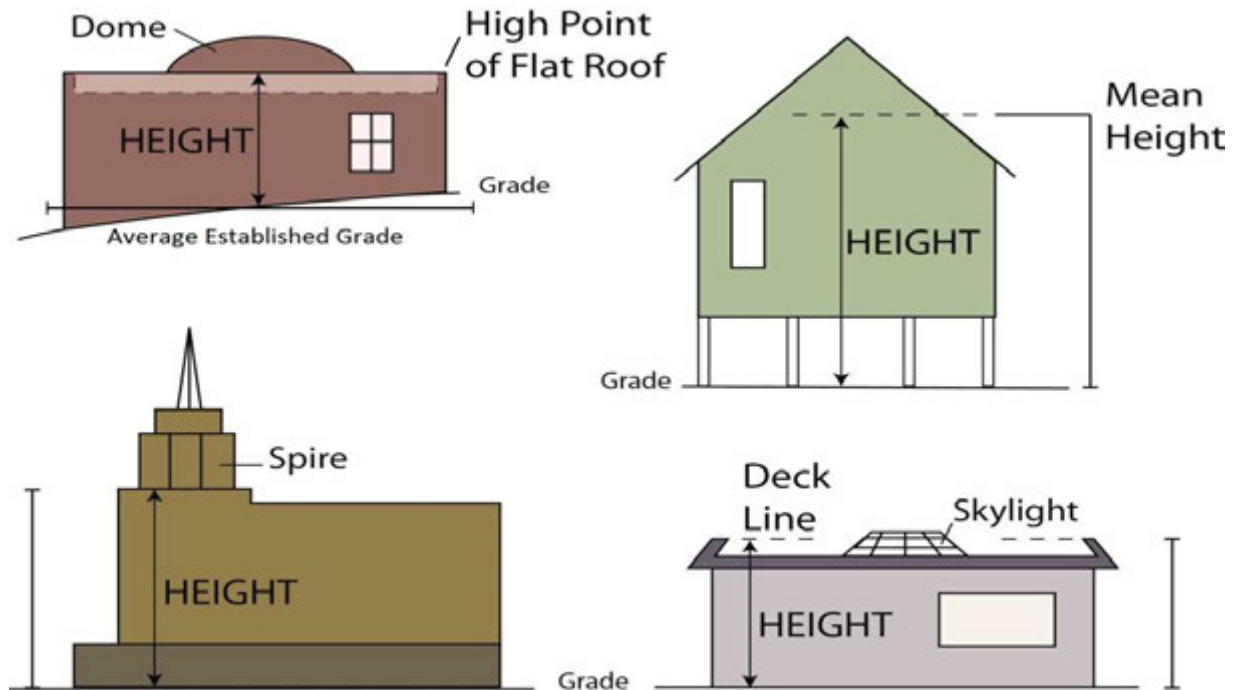 Dome
High Point
of Flat Roof
HEIGHT
Grade
Average Established Grade
Mean
Height
HEIGHT
Grade
Spire
HEIGHT
Deck
Line
Skylight
HEIGHT
Grade